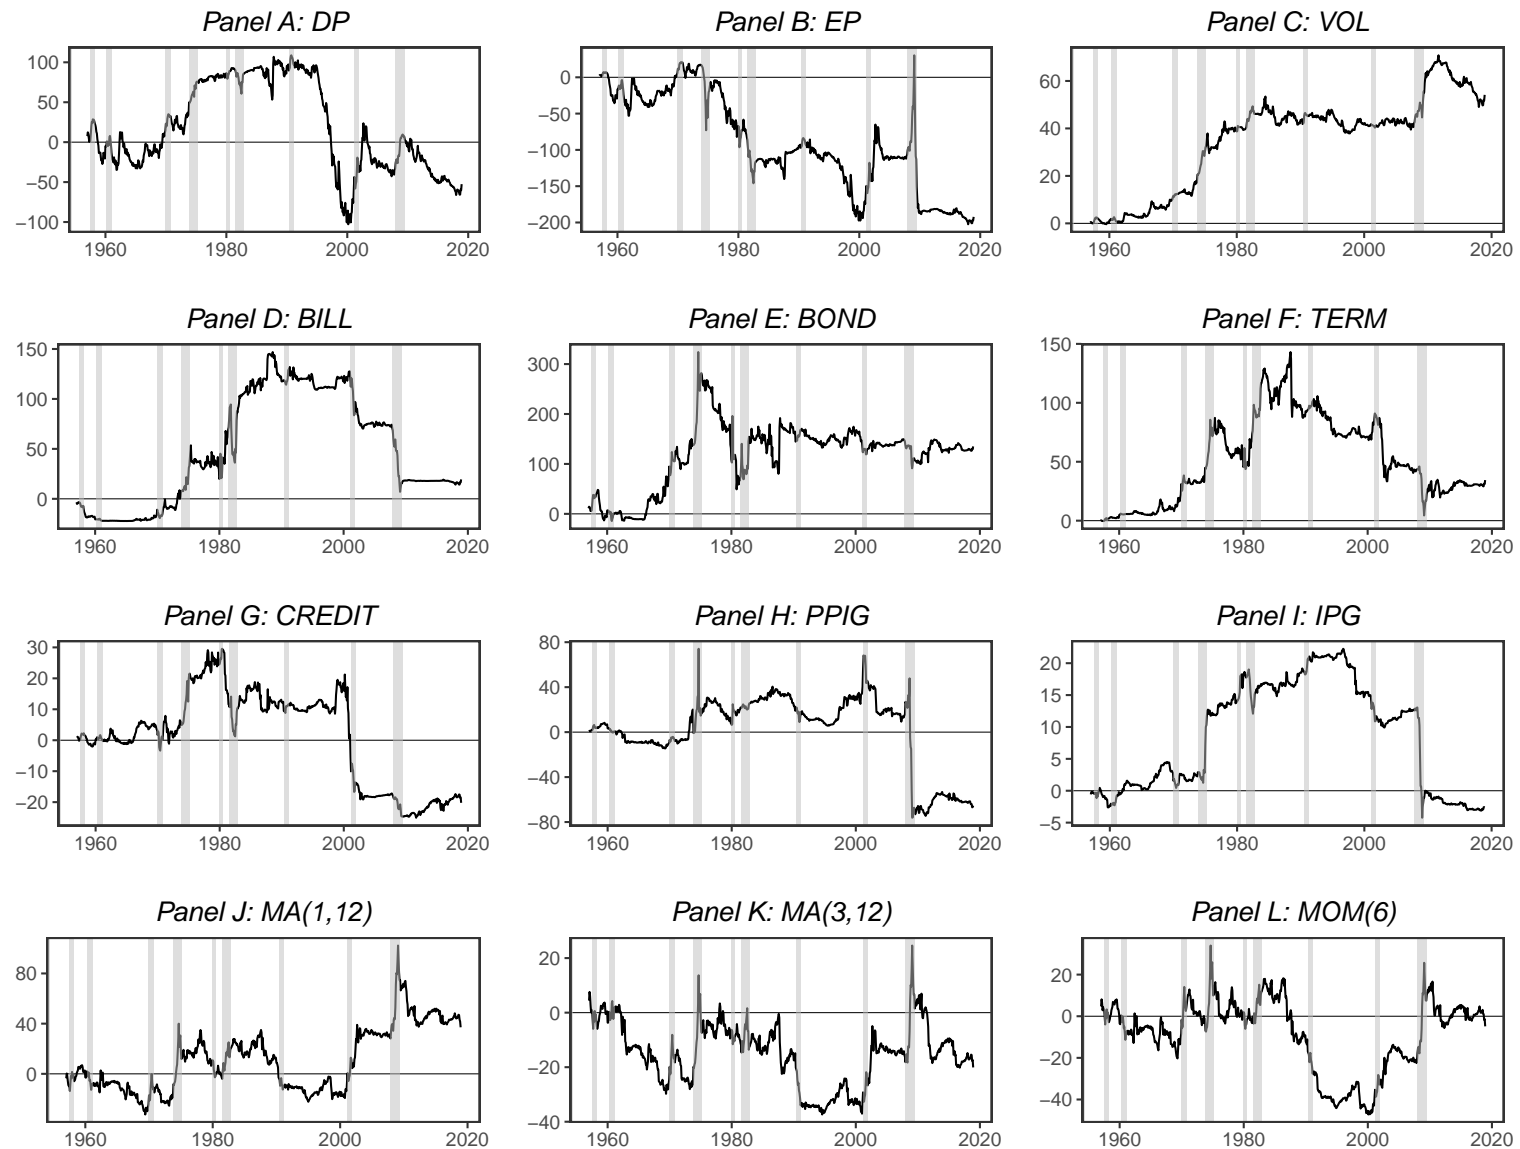 Panel A: DP
100
50
0
−50
−100
1960 1980 2000 2020
Panel B: EP
0
−50
−100
−150
−200
1960 1980 2000 2020
Panel C: VOL
60
40
20
0
1960 1980 2000 2020
Panel D: BILL
150
100
50
0
1960 1980 2000 2020
Panel E: BOND
300
200
100
0
1960 1980 2000 2020
Panel F: TERM
150
100
50
0
1960 1980 2000 2020
Panel G: CREDIT
30
20
10
0
−10
−20
1960 1980 2000 2020
Panel H: PPIG
80
40
0
−40
−80
1960 1980 2000 2020
Panel I: IPG
20
15
10
5
0
−5
1960 1980 2000 2020
Panel J: MA(1,12)
80
40
0
1960 1980 2000 2020
Panel K: MA(3,12)
20
0
−20
−40
1960 1980 2000 2020
Panel L: MOM(6)
20
0
−20
−40
1960 1980 2000 2020